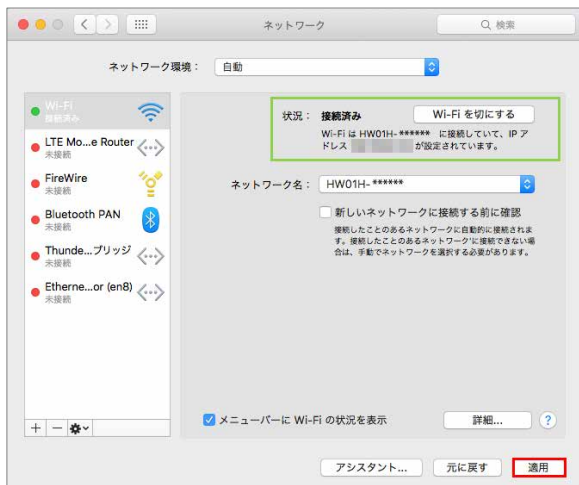 ネットワーク
検索
ネットワーク環境： 自動
Wi-Fi
接続済み
LTE Mo...e Router
未接続
FireWire
未接続
Bluetooth PAN
未接続
Thunde...ブリッジ
未接続
Etherne...or (en8)
未接続
状況： 接続済み Wi-Fi を切にする
Wi-Fi は HW01H-****** に接続していて、IP ア
ドレス が設定されています。
ネットワーク名： HW01H-******
新しいネットワークに接続する前に確認
接続したことのあるネットワークに自動的に接続されま
す。接続したことのあるネットワークに接続できない場
合は、手動でネットワークを選択する必要があります。
メニューバーに Wi-Fi の状況を表示 詳細... ?
アシスタント... 元に戻す 適用